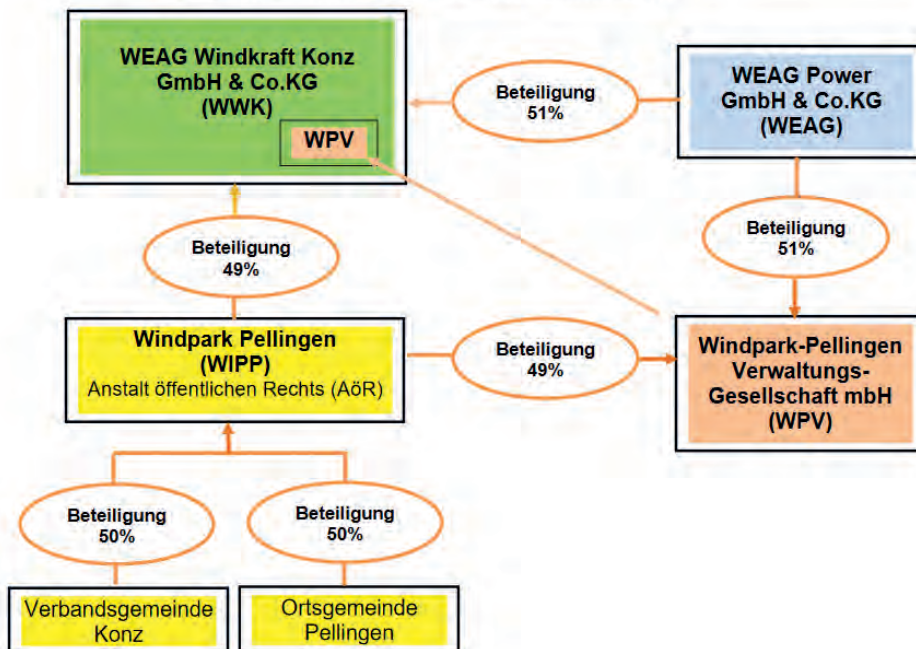 WEAG Windkraft Konz
GmbH & Co.KG
(WWK)
WPV
Beteiligung
51%
WEAG Power
GmbH & Co.KG
(WEAG)
Beteiligung
49%
Beteiligung
51%
Windpark Pellingen
(WIPP)
Anstalt öffentlichen Rechts (AöR)
Beteiligung
49%
Windpark-Pellingen
Verwaltungs-
Gesellschaft mbH
(WPV)
Beteiligung
50%
Beteiligung
50%
Verbandsgemeinde
Konz
Ortsgemeinde
Pellingen